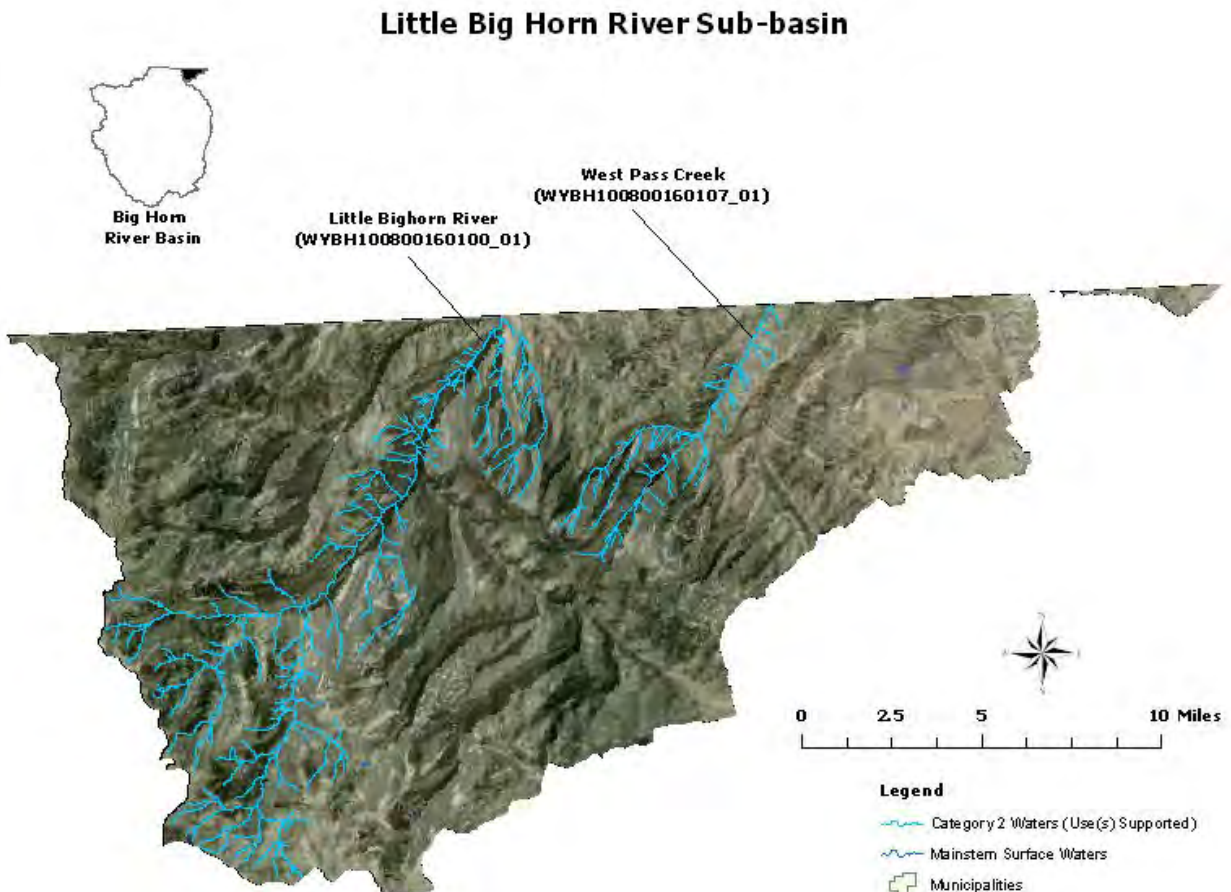 Little Big Horn River Sub-basin
Big Horn
River Basin
West Pass Creek
(WYBH100800160107_01)
Little Bighorn River
(WYBH100800160100_01)
0 2.5 5 10 Miles
Legend
Category 2 Waters (Use(s) Supported)
Mainstem Surface Waters
Municipalities